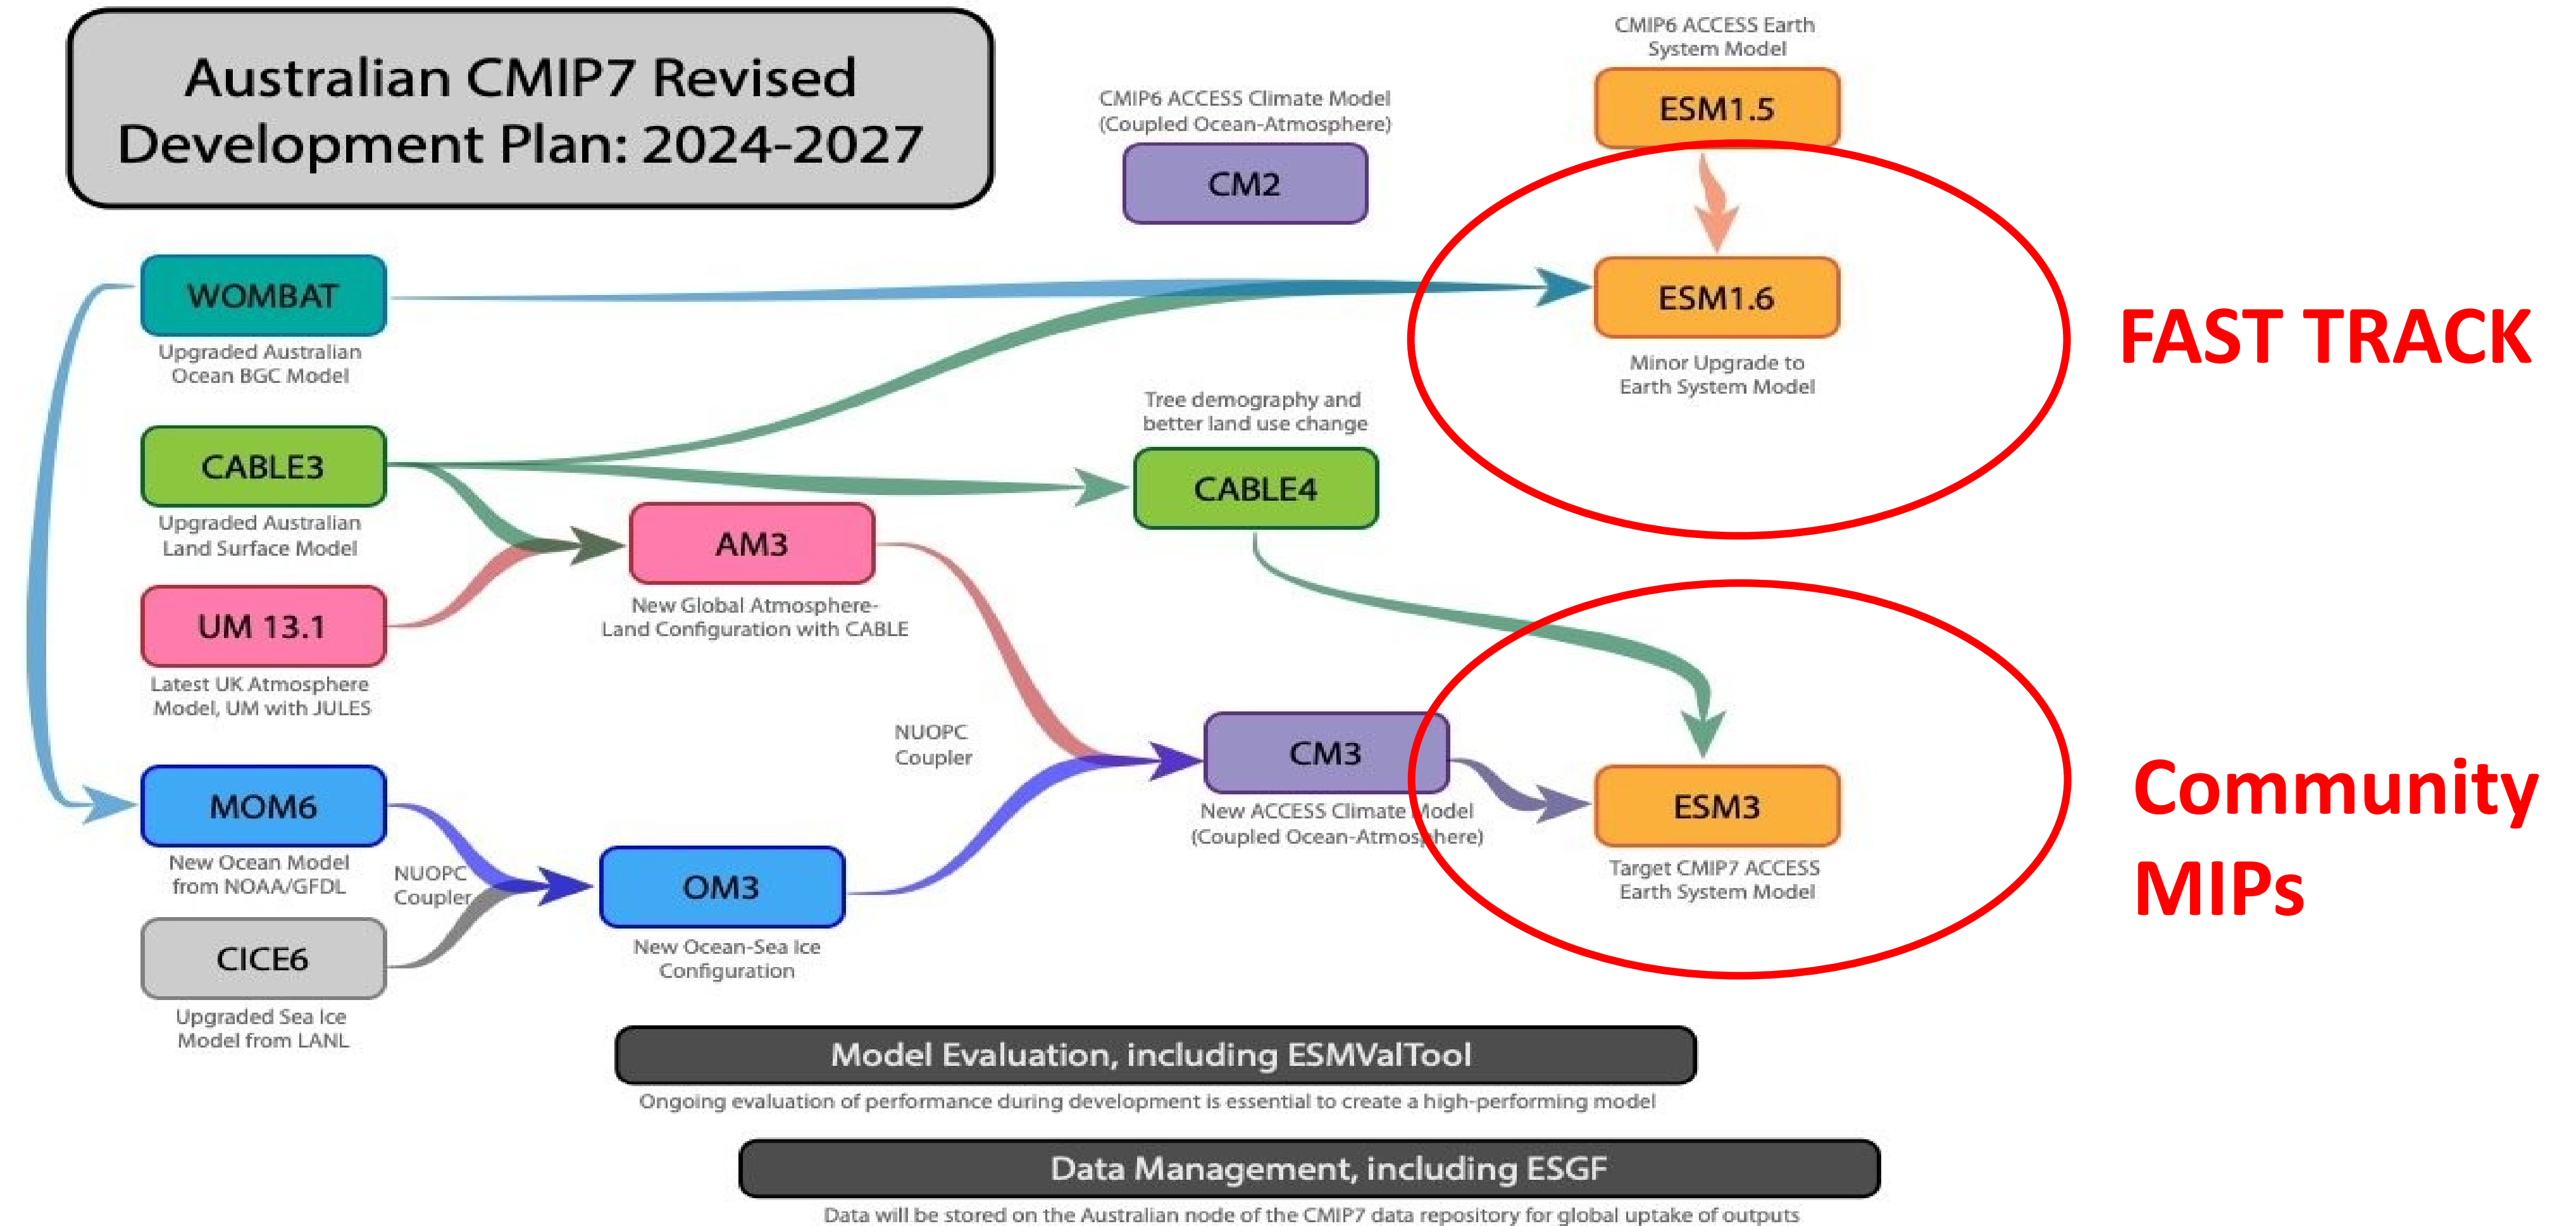 Australian CMIP7 Revised
Development Plan: 2024-2027
CMIP6 ACCESS Earth
System Model
ESM1.5
CMIP6 ACCESS Climate Model
(Coupled Ocean-Atmosphere)
CM2
WOMBAT
Upgraded Australian
Ocean BGC Model
ESM1.6
Minor Upgrade to
Earth System Model
FAST TRACK
CABLE3
Upgraded Australian
Land Surface Model
Tree demography and
better land use change
CABLE4
AM3
New Global Atmosphere-
Land Configuration with CABLE
UM 13.1
Latest UK Atmosphere
Model, UM with JULES
NUOPC
Coupler
CM3
New ACCESS Climate Model
(Coupled Ocean-Atmosphere)
MOM6
New Ocean Model
from NOAA/GFDL
NUOPC
Coupler
OM3
New Ocean-Sea Ice
Configuration
ESM3
Target CMIP7 ACCESS
Earth System Model
Community
MIPs
CICE6
Upgraded Sea Ice
Model from LANL
Model Evaluation, including ESMValTool
Ongoing evaluation of performance during development is essential to create a high-performing model
Data Management, including ESGF
Data will be stored on the Australian node of the CMIP7 data repository for global uptake of outputs